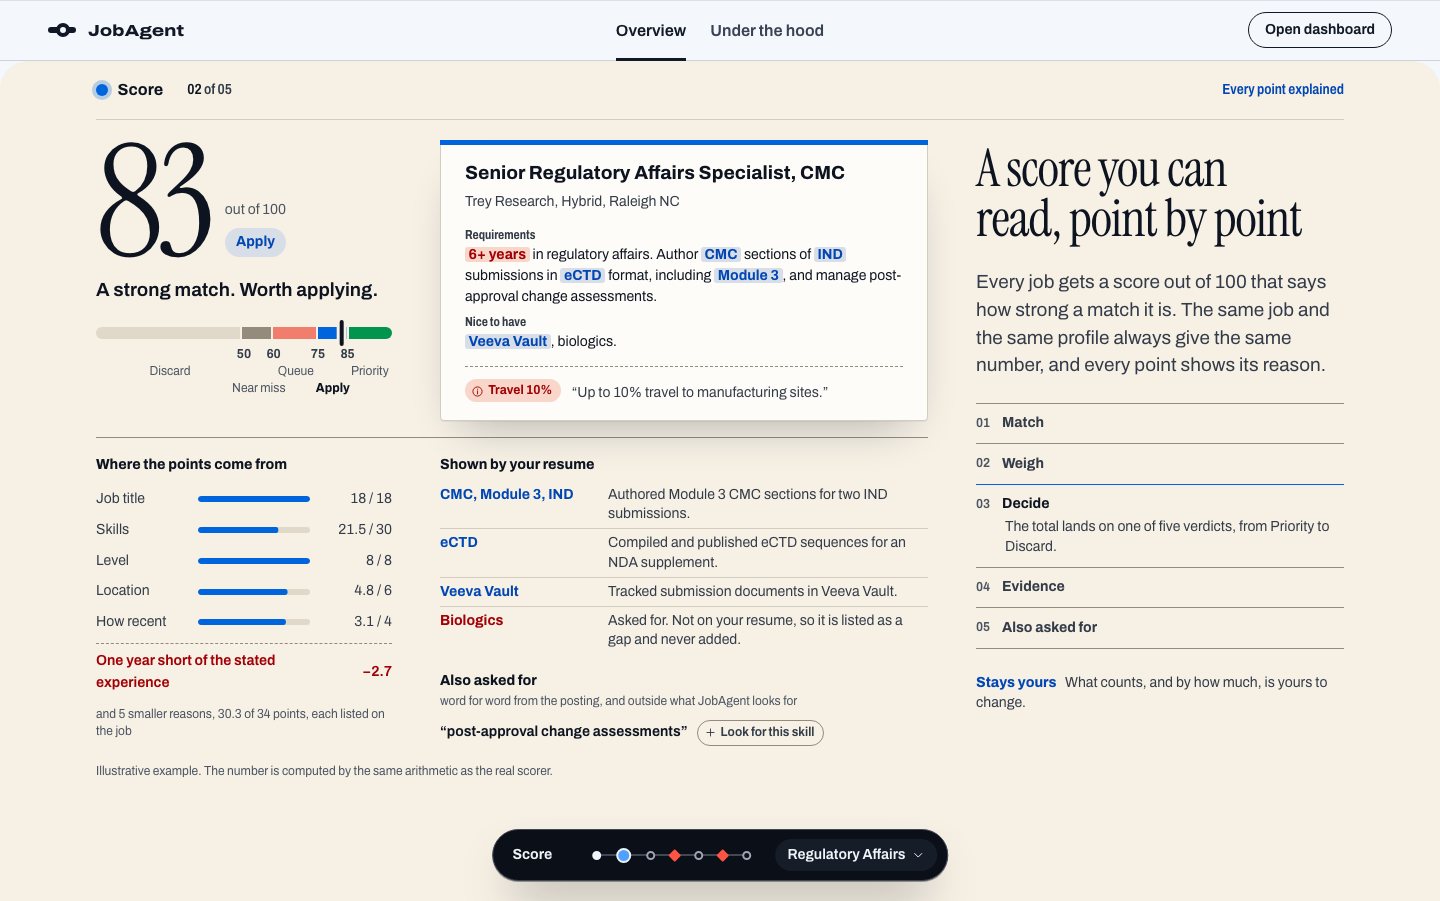 JobAgent
Overview
Under the hood
Open dashboard
Score
02 of 05
Every point explained
83
out of 100
Apply
A strong match. Worth applying.
50
60
75
85
Discard
Queue
Priority
Near miss
Apply
Senior Regulatory Affairs Specialist, CMC
Trey Research, Hybrid, Raleigh NC
Requirements
6+ years in regulatory affairs. Author CMC sections of IND
submissions in eCTD format, including Module 3, and manage post-
approval change assessments.
Nice to have
Veeva Vault, biologics.
Travel 10%
“Up to 10% travel to manufacturing sites.”
A score you can
read, point by point
Every job gets a score out of 100 that says
how strong a match it is. The same job and
the same profile always give the same
number, and every point shows its reason.
01 Match
02 Weigh
03 Decide
The total lands on one of five verdicts, from Priority to
Discard.
04 Evidence
05 Also asked for
Stays yours What counts, and by how much, is yours to
change.
Where the points come from
Job title 18 / 18
Skills 21.5 / 30
Level 8 / 8
Location 4.8 / 6
How recent 3.1 / 4
One year short of the stated
experience
−2.7
and 5 smaller reasons, 30.3 of 34 points, each listed on
the job
Shown by your resume
CMC, Module 3, IND
Authored Module 3 CMC sections for two IND
submissions.
eCTD
Compiled and published eCTD sequences for an
NDA supplement.
Veeva Vault
Tracked submission documents in Veeva Vault.
Biologics
Asked for. Not on your resume, so it is listed as a
gap and never added.
Also asked for
word for word from the posting, and outside what JobAgent looks for
“post-approval change assessments”
+ Look for this skill
Illustrative example. The number is computed by the same arithmetic as the real scorer.
Score
Regulatory Affairs